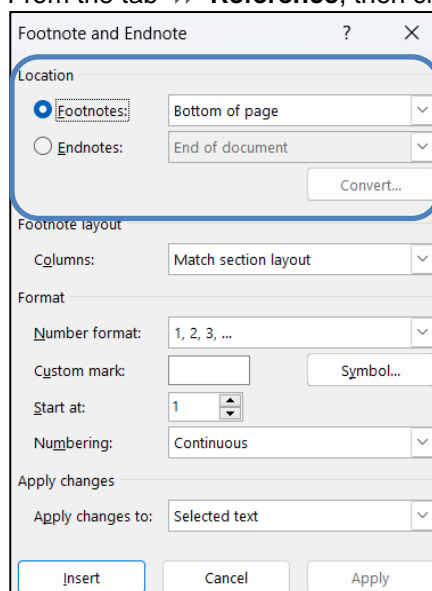 From the tab Reference, then
Footnote and Endnote ? ×
Location
Footnotes: Bottom of page
Endnotes: End of document
Convert...
Footnote layout
Columns: Match section layout
Format
Number format: 1, 2, 3, ...
Custom mark: Symbol...
Start at: 1
Numbering: Continuous
Apply changes
Apply changes to: Selected text
Insert Cancel Apply